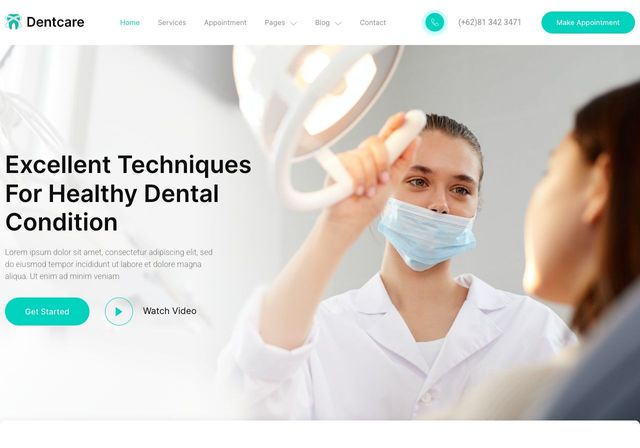 Dentcare
Home Services Appointment Pages Blog Contact
(+62)81 342 3471
Make Appointment
Excellent Techniques
For Healthy Dental
Condition
Lorem ipsum dolor sit amet, consectetur adipiscing elit, sed
do eiusmod tempor incididunt ut labore et dolore magna
aliqua. Ut enim ad minim veniam
Get Started
Watch Video